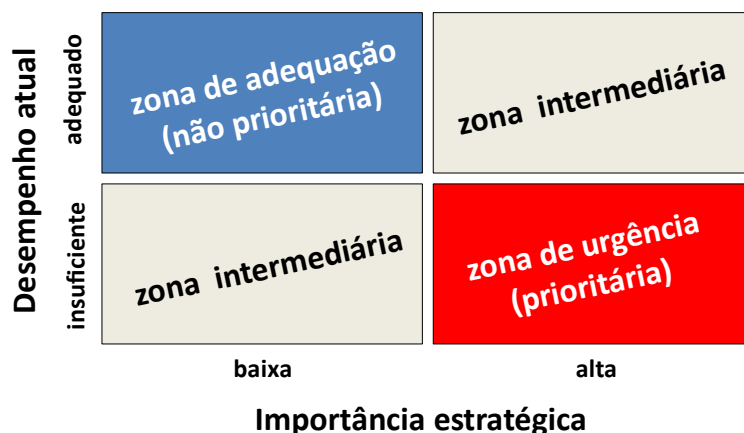 Desempenho atual
adequado
insuficiente
zona de adequação
(não prioritária)
zona intermediária
zona intermediária
zona de urgência
(prioritária)
baixa
alta
Importância estratégica